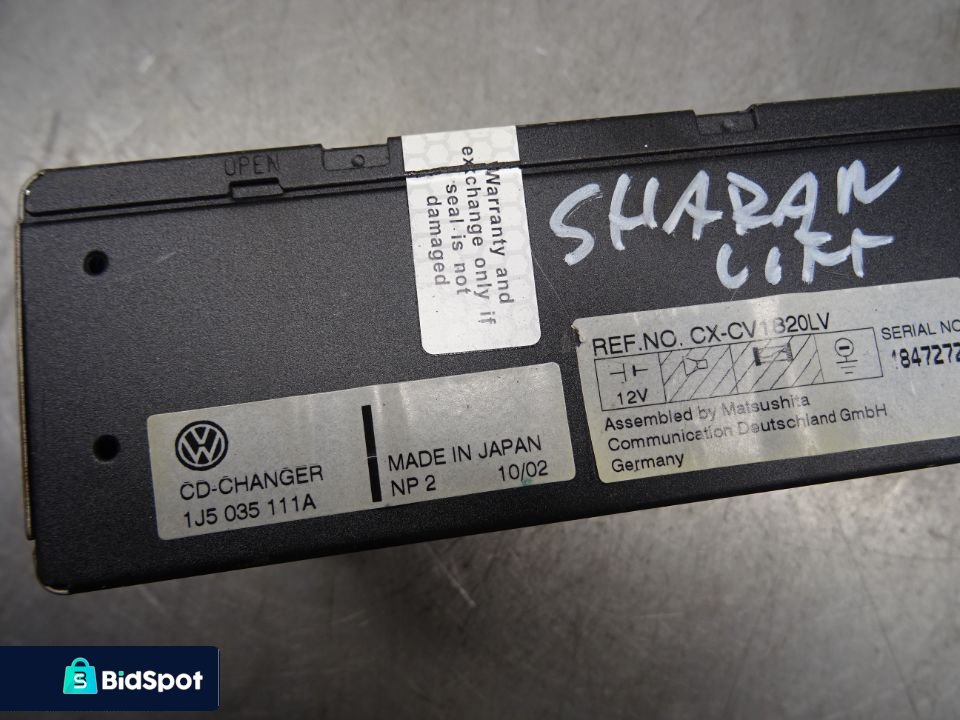 OPEN
Warranty and
exchange only if
seal is not
damaged
SHARAN
LIFT
REF.NO. CX-CV1820LV
12V
SERIAL NO
184727
Assembled by Matsushita
Communication Deutschland GmbH
Germany
VW
CD-CHANGER
1J5 035 111A
MADE IN JAPAN
NP 2 10/02
BidSpot